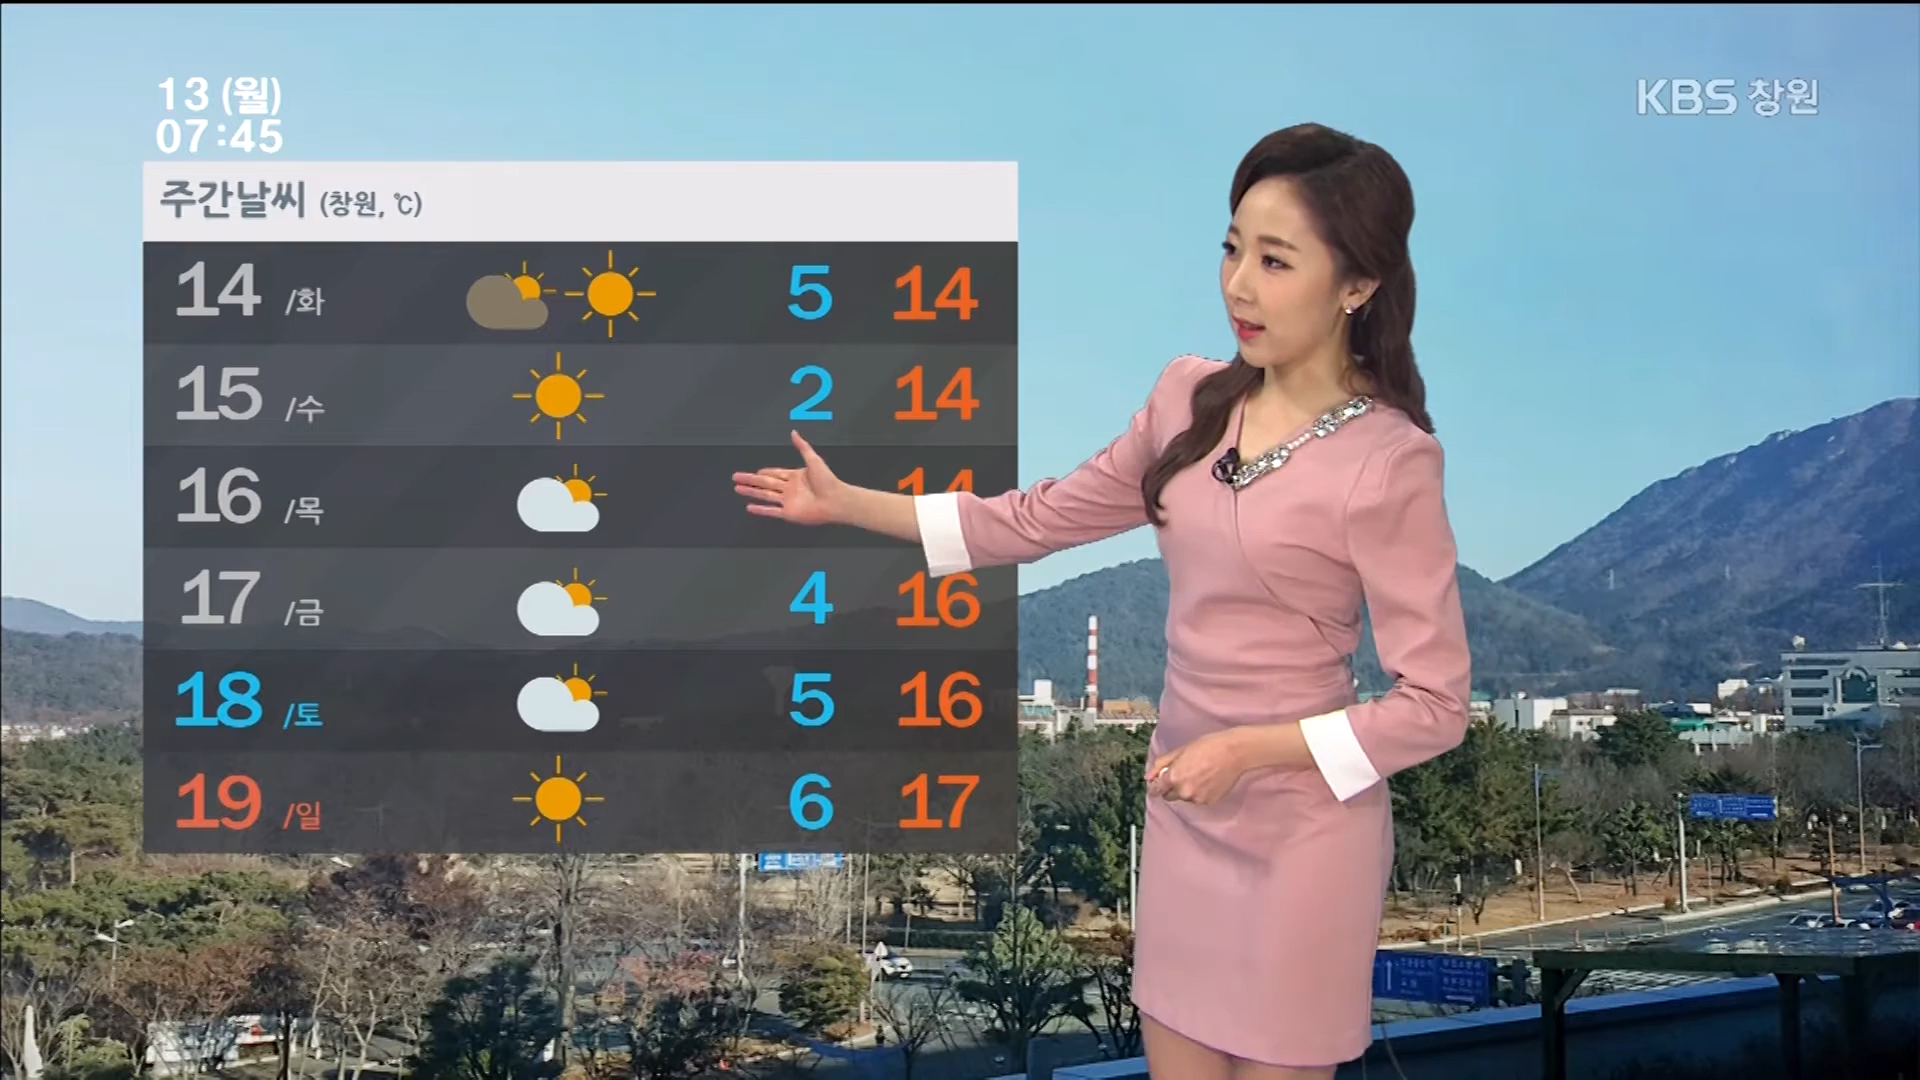 13 (월)
07:45
KBS 창원
주간날씨 (창원, ℃)
14 /화 5 14
15 /수 2 14
16 /목 14
17 /금 4 16
18 /토 5 16
19 /일 6 17